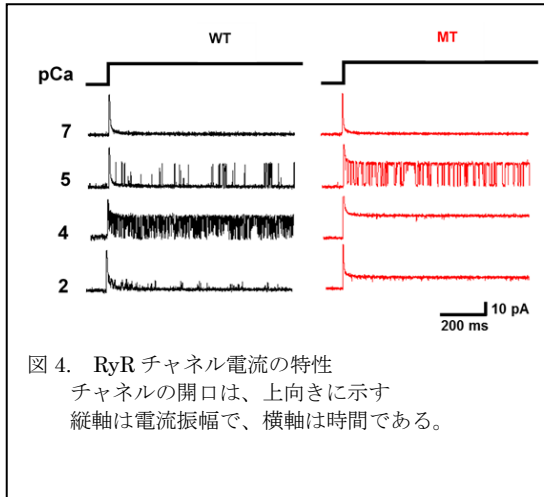 WT MT
pCa
7
5
4
2
10 pA
200 ms
図 4. RyR チャネル電流の特性
チャネルの開口は、上向きに示す
縦軸は電流振幅で、横軸は時間である。